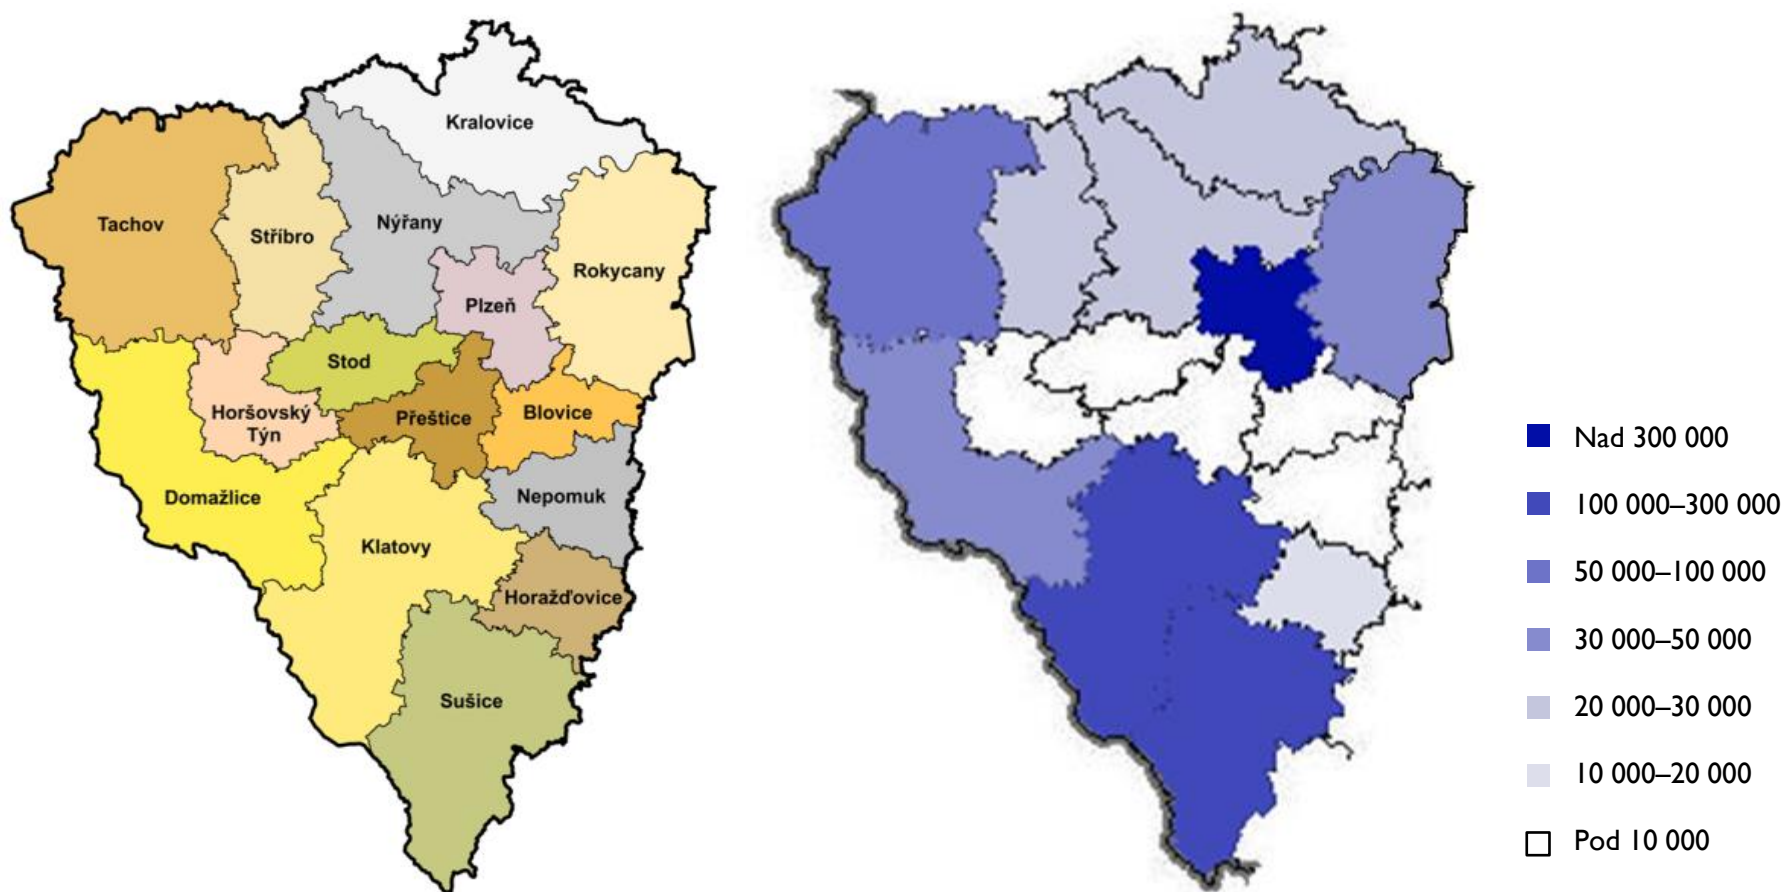 Kralovice
Tachov
Stříbro
Nýřany
Rokycany
Plzeň
Stod
Horšovský
Týn
Přeštice
Blovice
Domažlice
Nepomuk
Klatovy
Horažďovice
Sušice
Nad 300 000
100 000–300 000
50 000–100 000
30 000–50 000
20 000–30 000
10 000–20 000
Pod 10 000